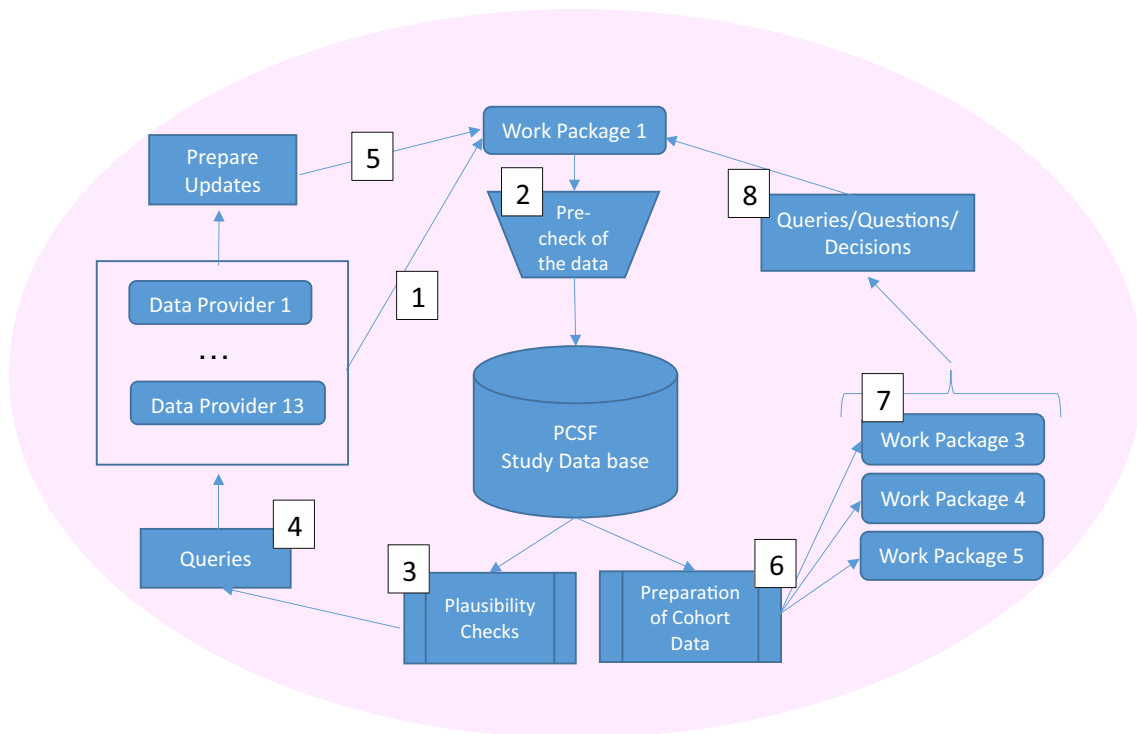 Work Package 1
Prepare
Updates
5
2
Pre-
check of
the data
8
Queries/Questions/
Decisions
Data Provider 1
...
Data Provider 13
1
PCSF
Study Data base
7
Work Package 3
Work Package 4
Work Package 5
4
Queries
3
Plausibility
Checks
6
Preparation
of Cohort
Data